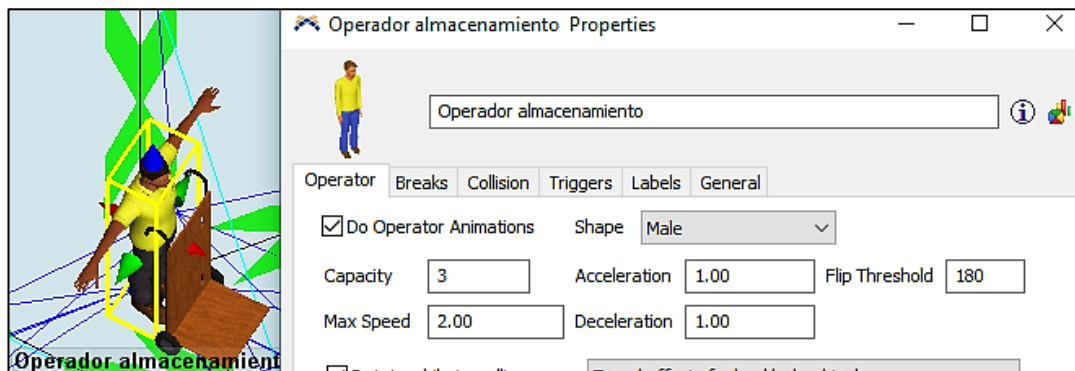 Operador almacenamiento Properties
Operador almacenamiento
Operator Breaks Collision Triggers Labels General
Do Operator Animations Shape Male
Capacity 3 Acceleration 1.00 Flip Threshold 180
Max Speed 2.00 Deceleration 1.00
Operador almacenamient